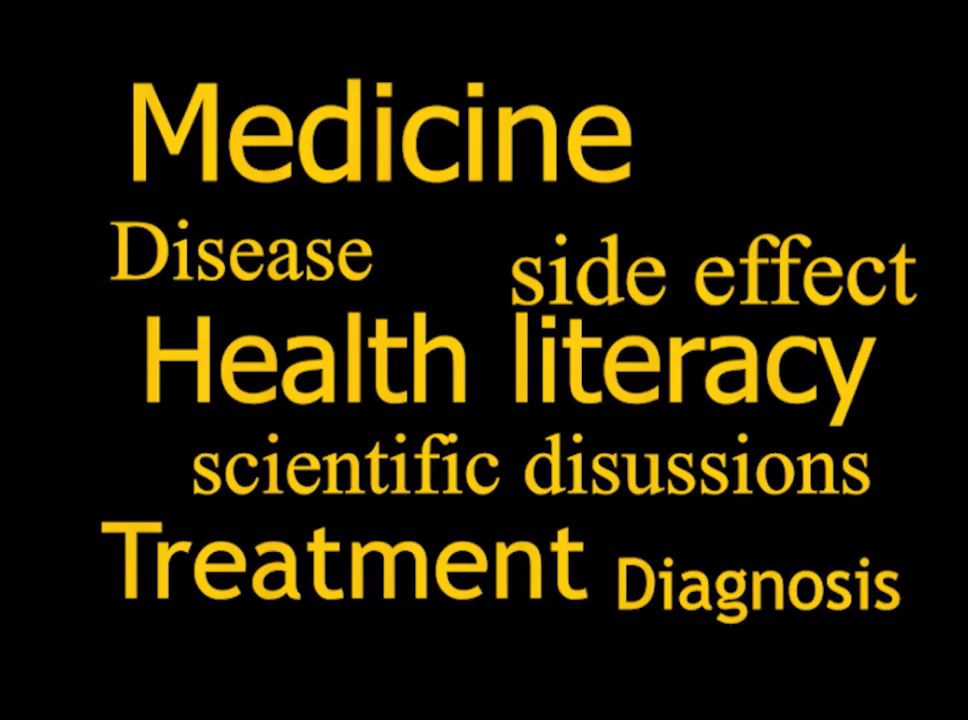 Medicine
Disease side effect
Health literacy
scientific disussions
Treatment Diagnosis